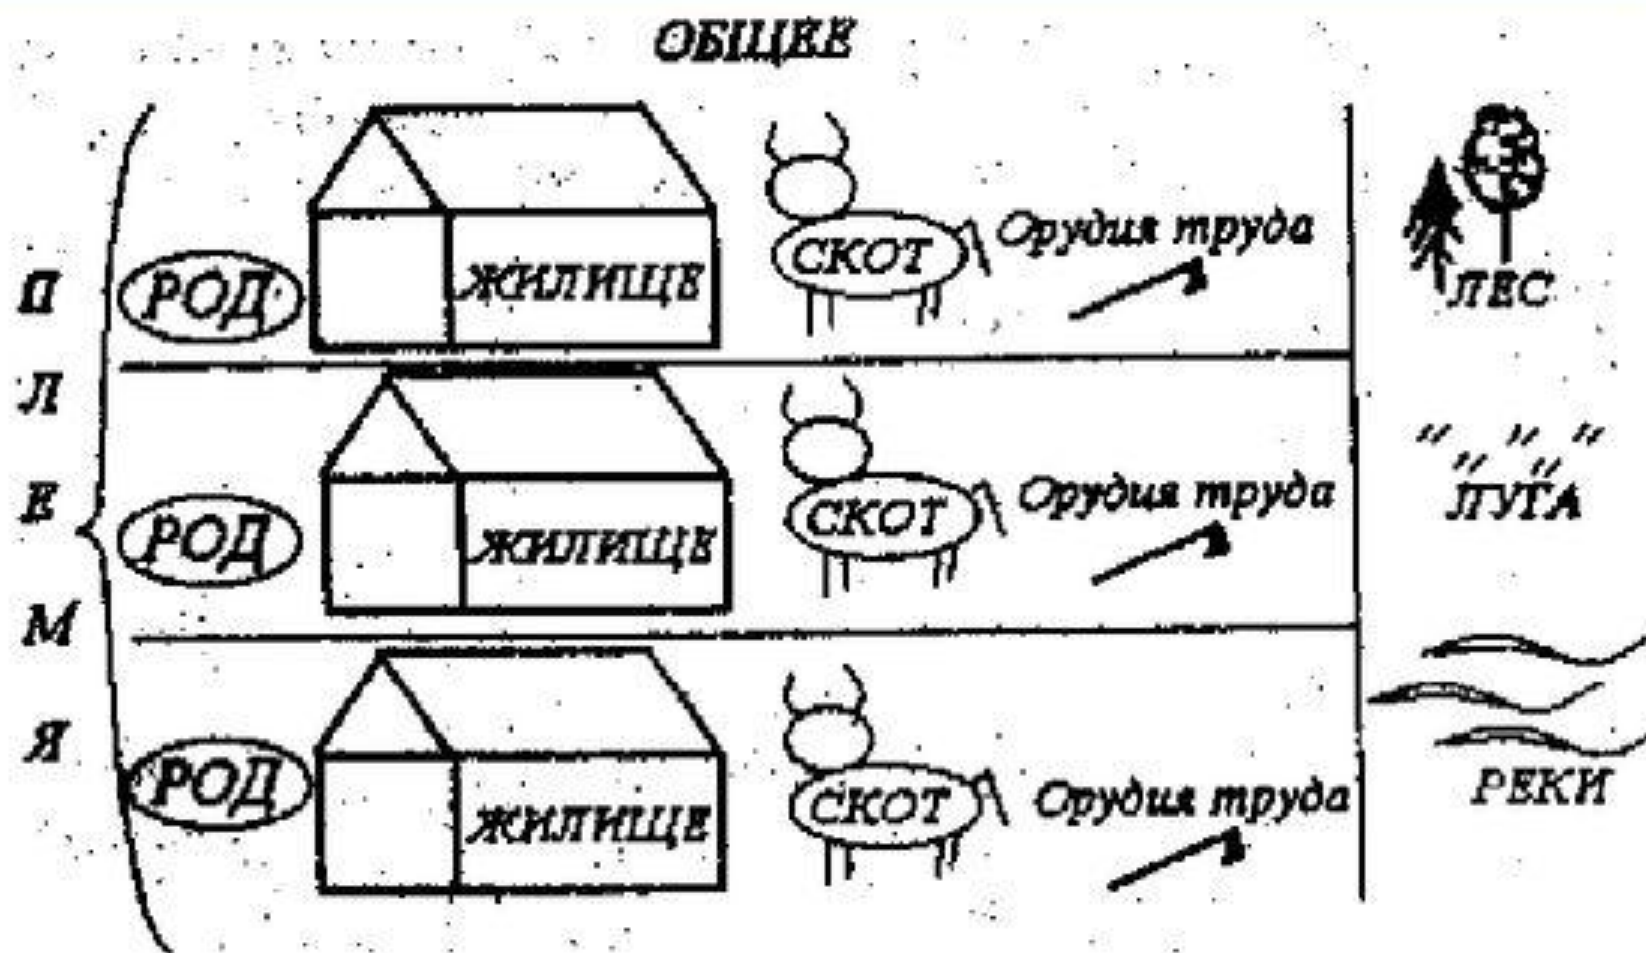 ОБЩЕЕ
ПЛЕМЯ
РОД
ЖИЛИЩЕ
СКОТ
Орудия труда
ЛЕС
РОД
ЖИЛИЩЕ
СКОТ
Орудия труда
ЛУГА
РОД
ЖИЛИЩЕ
СКОТ
Орудия труда
РЕКИ